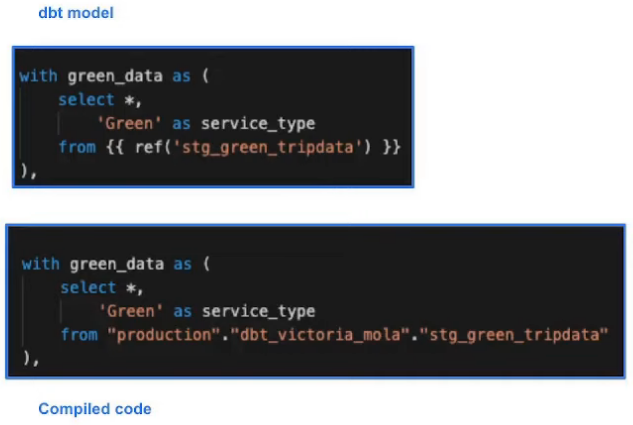 dbt model
with green_data as (
select *,
'Green' as service_type
from {{ ref('stg_green_tripdata') }}
),
with green_data as (
select *,
'Green' as service_type
from "production"."dbt_victoria_mola"."stg_green_tripdata"
),
Compiled code